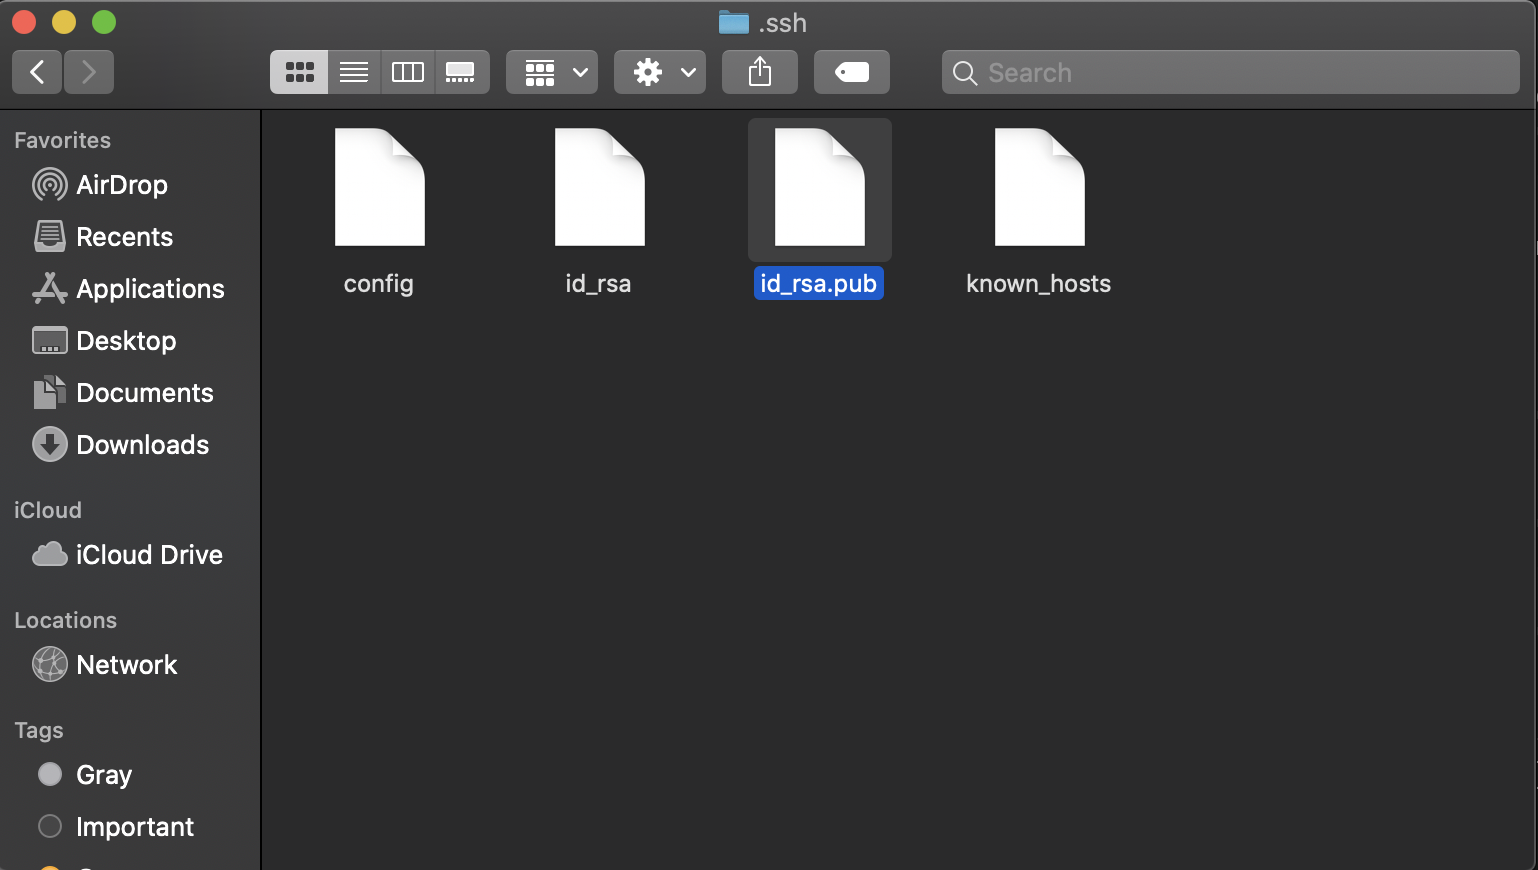 .ssh
Search
Favorites
AirDrop
Recents
Applications
Desktop
Documents
Downloads
iCloud
iCloud Drive
Locations
Network
Tags
Gray
Important
config
id_rsa
id_rsa.pub
known_hosts